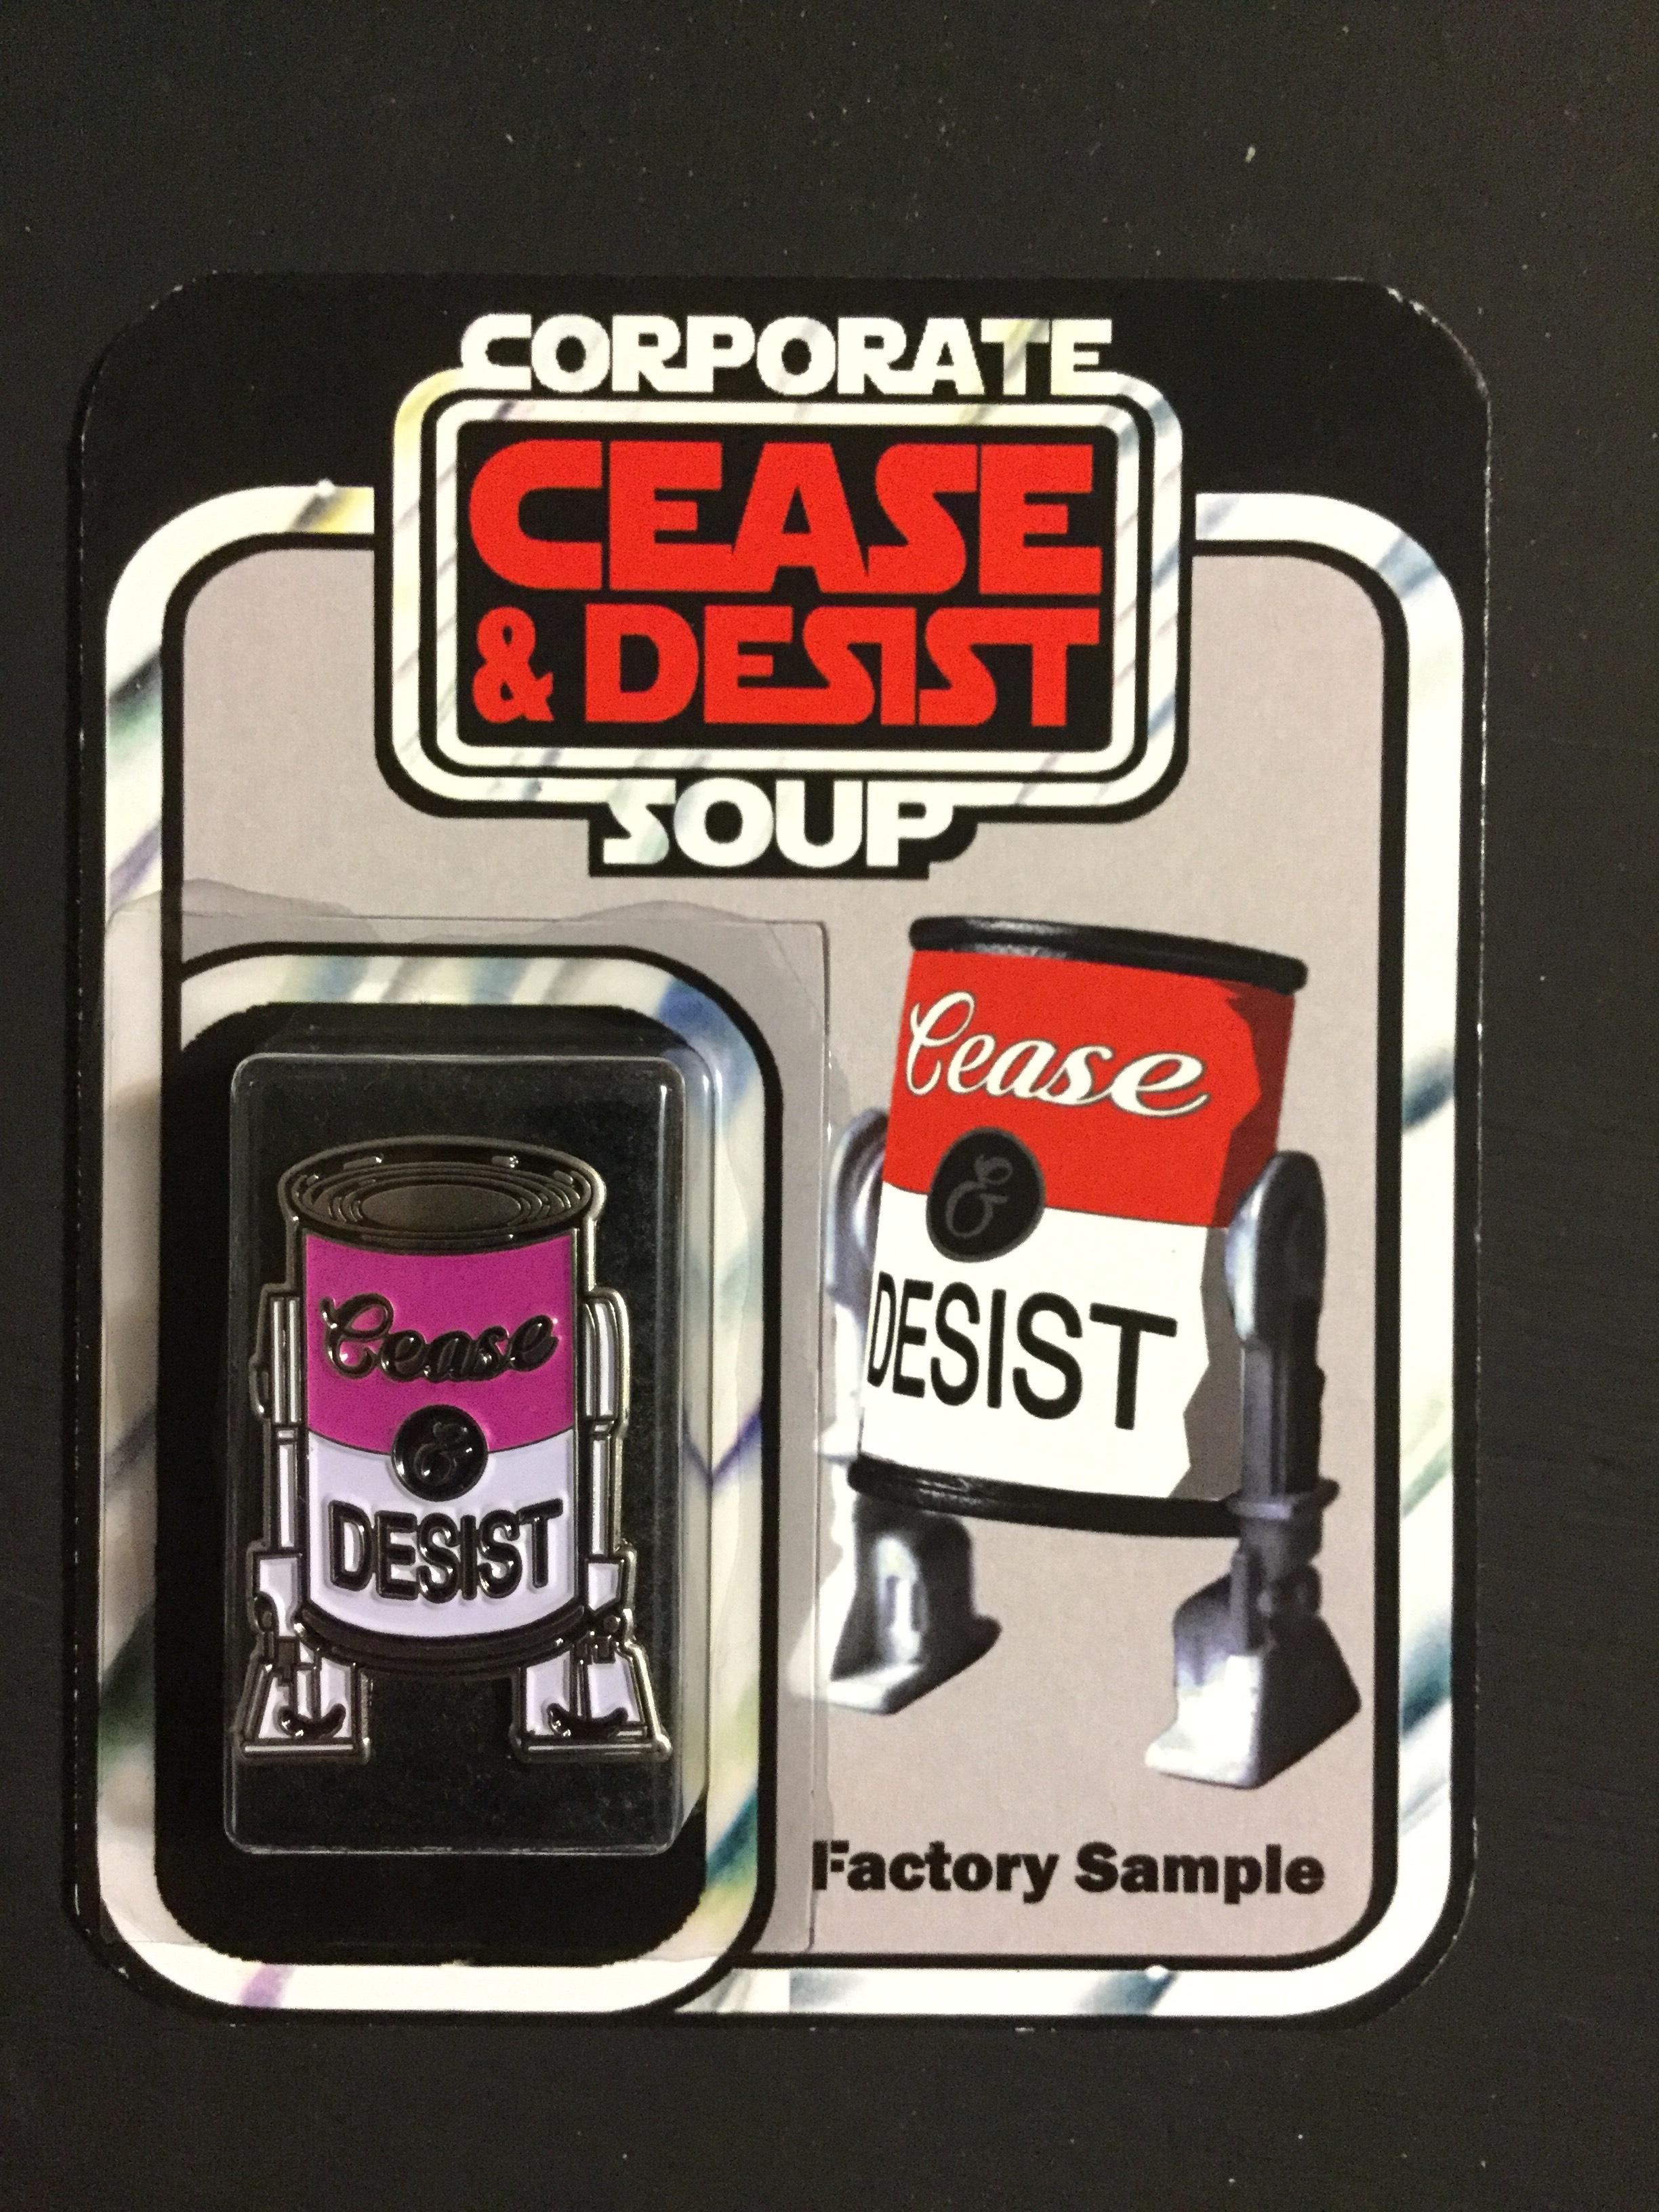 CORPORATE
CEASE
& DESIST
SOUP
Cease
&
DESIST
Cease
&
DESIST
Factory Sample